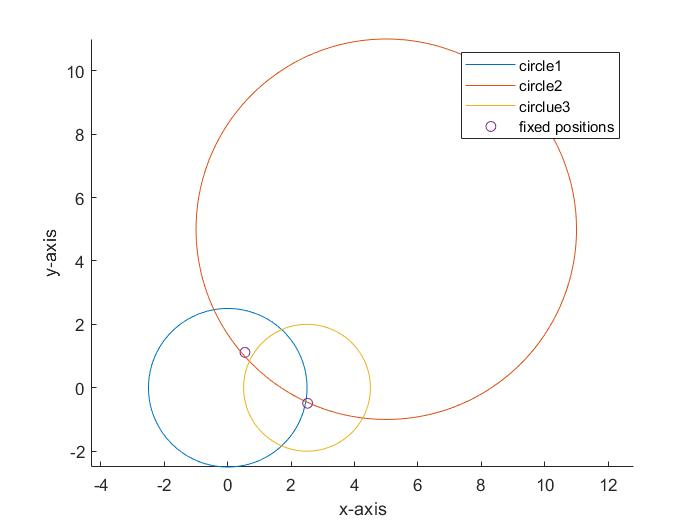 circle1
circle2
circlue3
fixed positions
10
8
6
4
2
0
-2
y-axis
-4 -2 0 2 4 6 8 10 12
x-axis